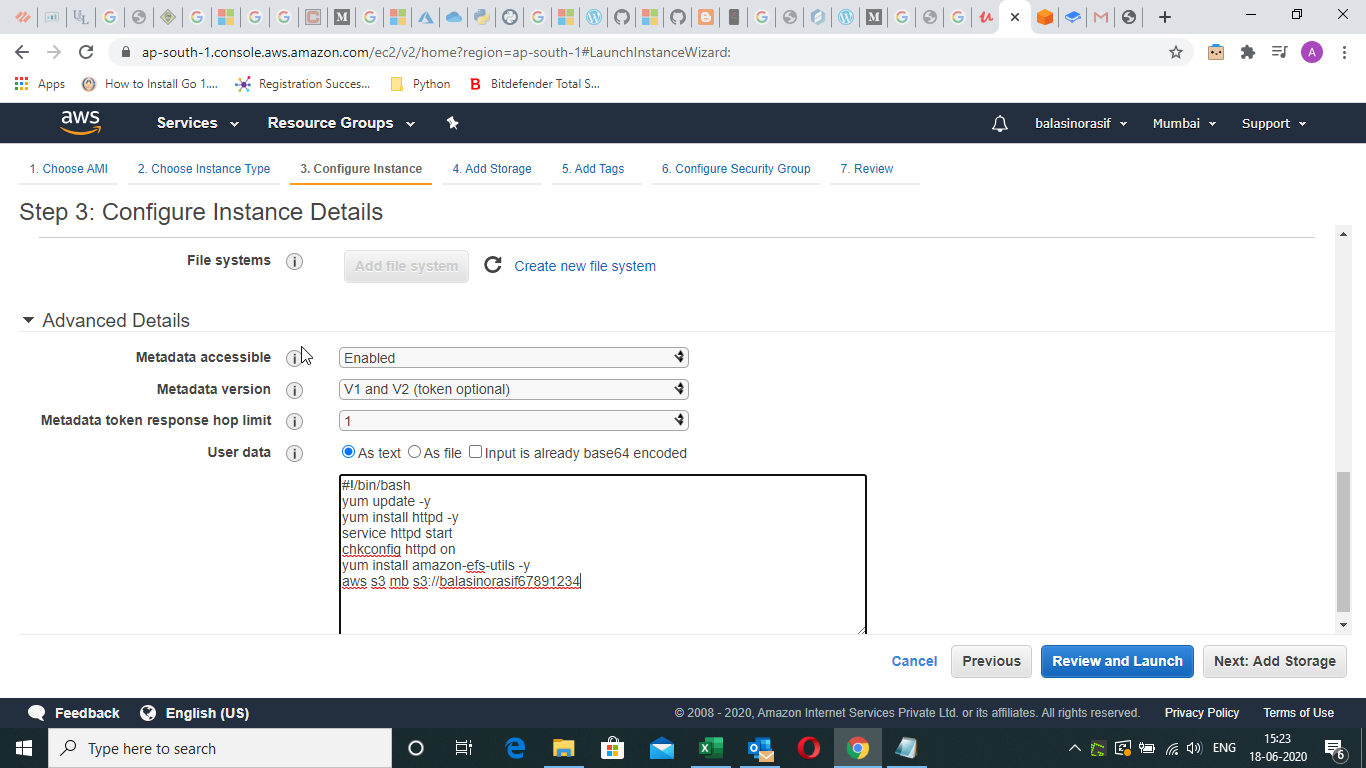 ap-south-1.console.aws.amazon.com/ec2/v2/home?region=ap-south-1#LaunchInstanceWizard:
A
Apps
How to Install Go 1....
Registration Succes...
Python
Bitdefender Total S...
aws
Services
Resource Groups
balasinorasif
Mumbai
Support
1. Choose AMI
2. Choose Instance Type
3. Configure Instance
4. Add Storage
5. Add Tags
6. Configure Security Group
7. Review
Step 3: Configure Instance Details
File systems
Add file system
Create new file system
Advanced Details
Metadata accessible
Enabled
Metadata version
V1 and V2 (token optional)
Metadata token response hop limit
1
User data
As text
As file
Input is already base64 encoded
#!/bin/bash
yum update -y
yum install httpd -y
service httpd start
chkconfig httpd on
yum install amazon-efs-utils -y
aws s3 mb s3://balasinorasif67891234
Cancel
Previous
Review and Launch
Next: Add Storage
Feedback
English (US)
© 2008 - 2020, Amazon Internet Services Private Ltd. or its affiliates. All rights reserved.
Privacy Policy
Terms of Use
Type here to search
ENG
15:23
18-06-2020
6